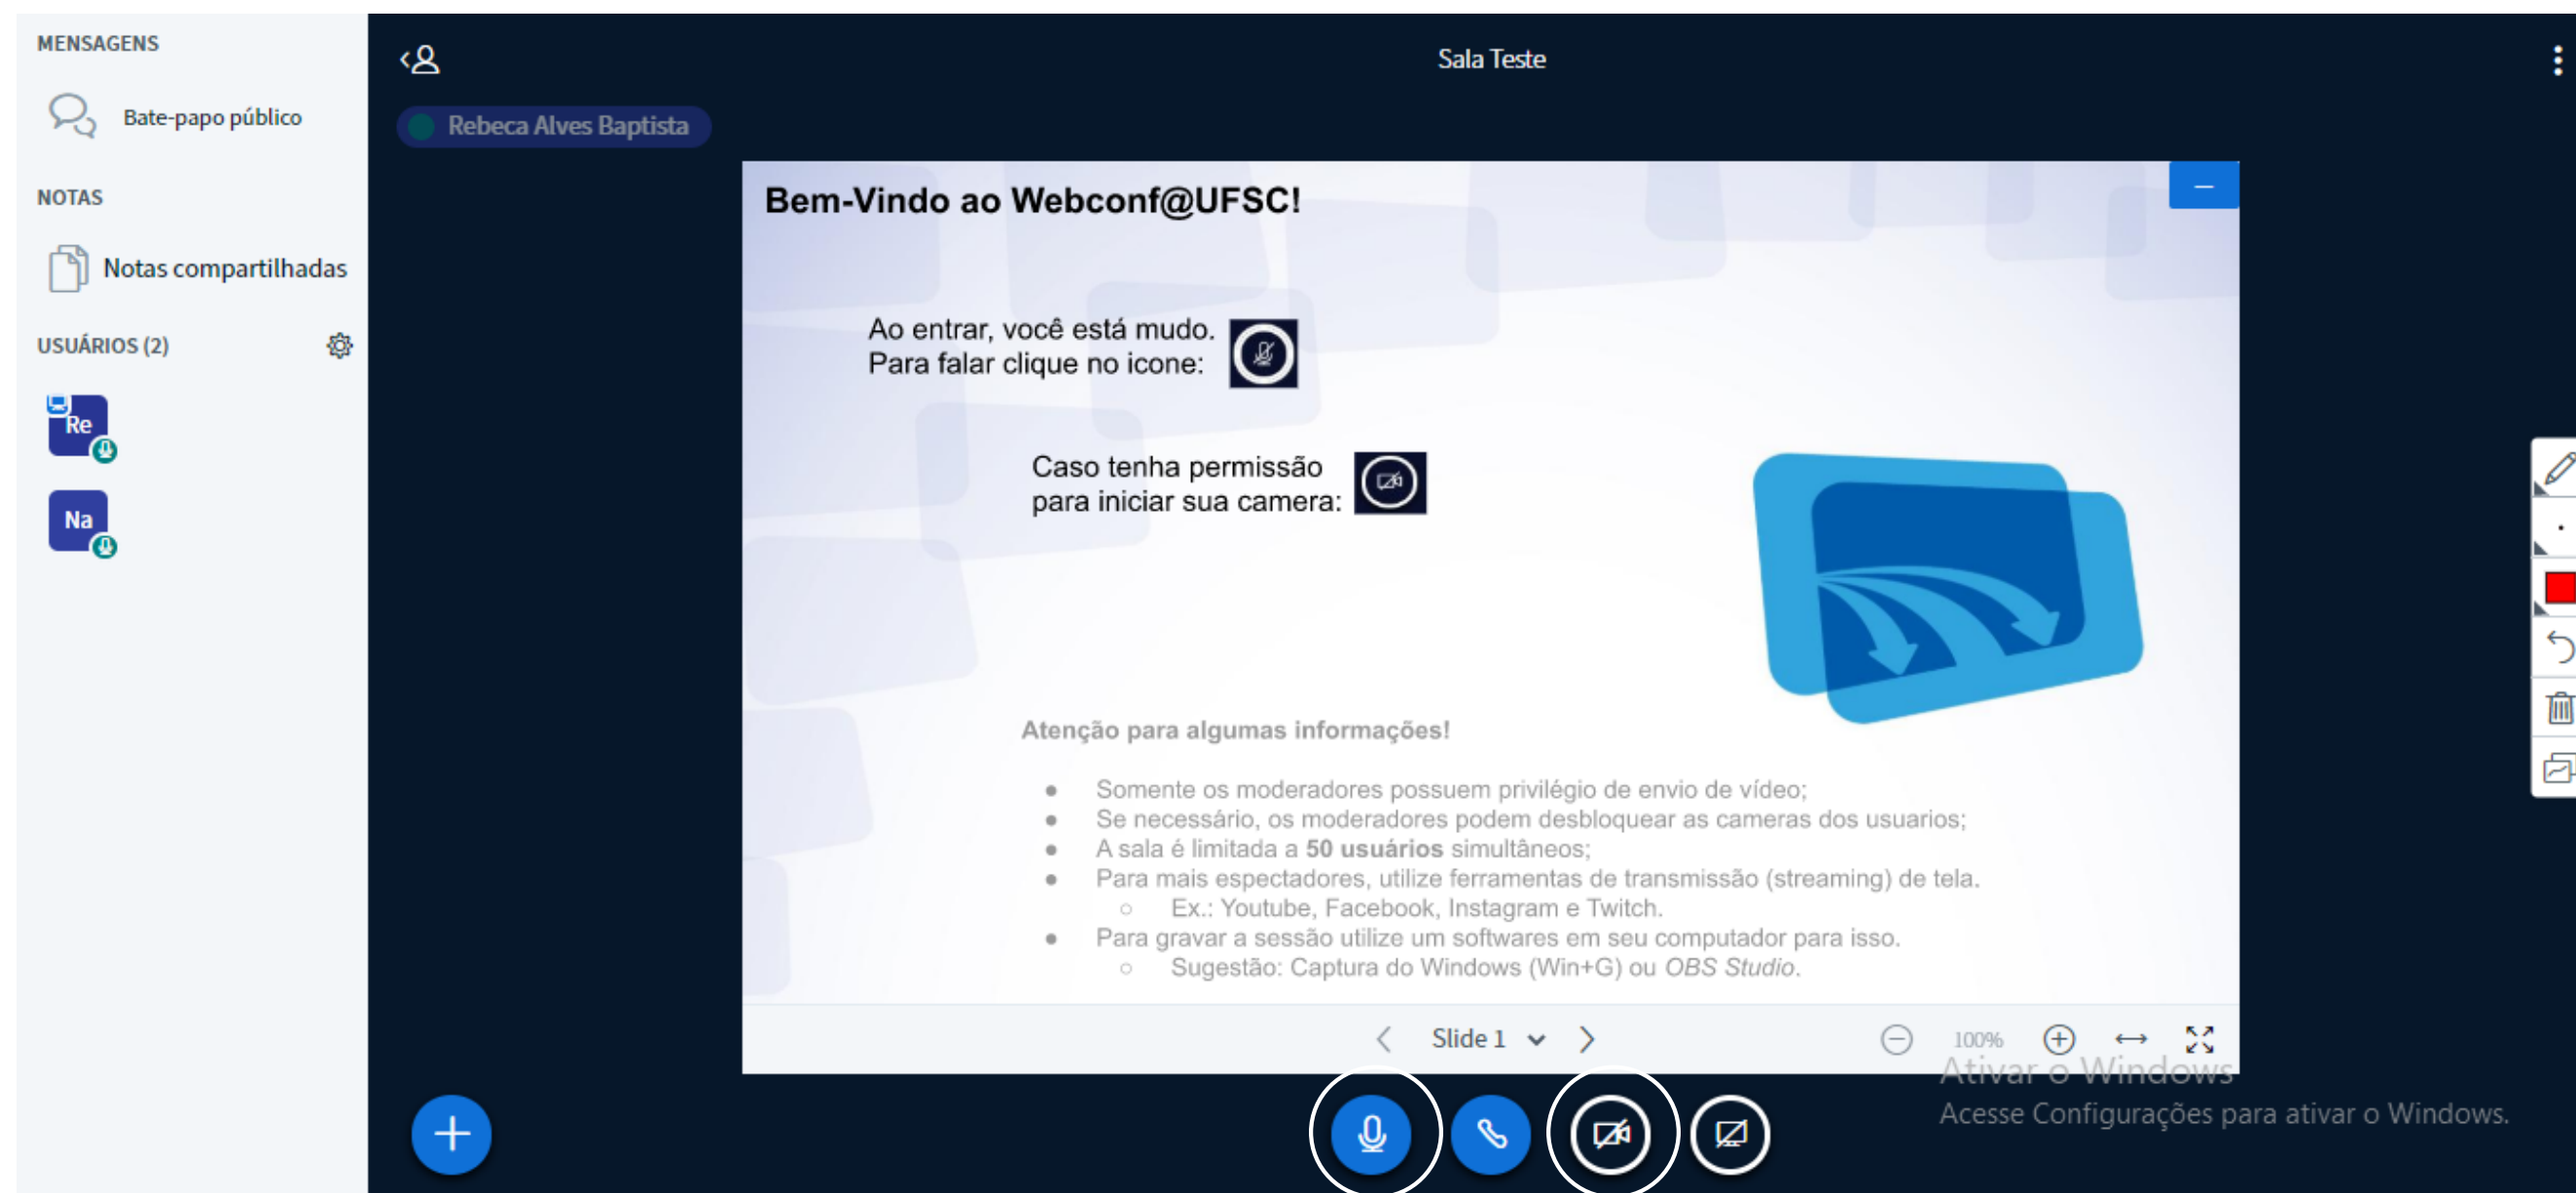 MENSAGENS
Bate-papo público
NOTAS
Notas compartilhadas
USUÁRIOS (2)
Re
Na
Sala Teste
Rebeca Alves Baptista
Bem-Vindo ao Webconf@UFSC!
Ao entrar, você está mudo.
Para falar clique no icone:
Caso tenha permissão
para iniciar sua camera:
Atenção para algumas informações!
● Somente os moderadores possuem privilégio de envio de vídeo;
● Se necessário, os moderadores podem desbloquear as cameras dos usuarios;
● A sala é limitada a 50 usuários simultâneos;
● Para mais espectadores, utilize ferramentas de transmissão (streaming) de tela.
○ Ex.: Youtube, Facebook, Instagram e Twitch.
● Para gravar a sessão utilize um softwares em seu computador para isso.
○ Sugestão: Captura do Windows (Win+G) ou OBS Studio.
Slide 1
100%
Ativar o Windows
Acesse Configurações para ativar o Windows.